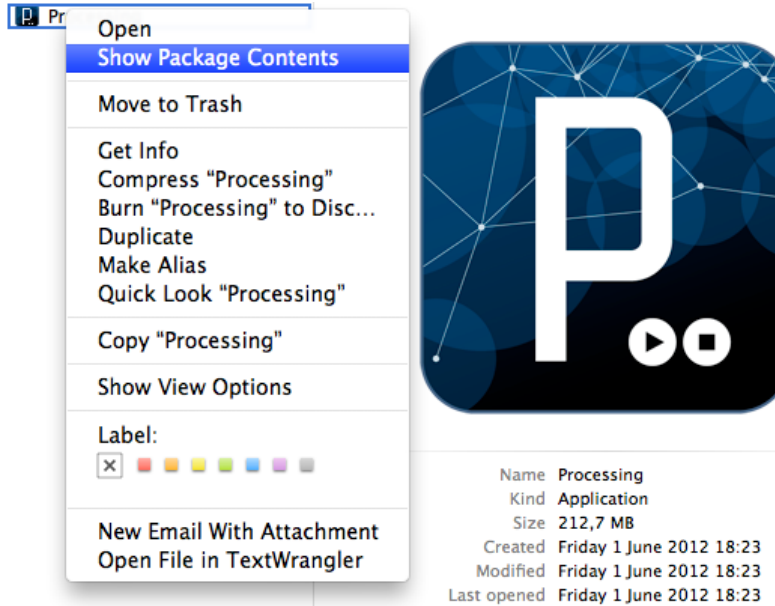 Open
Show Package Contents
Move to Trash
Get Info
Compress “Processing”
Burn “Processing” to Disc...
Duplicate
Make Alias
Quick Look “Processing”
Copy “Processing”
Show View Options
Label:
New Email With Attachment
Open File in TextWrangler
P
Name Processing
Kind Application
Size 212,7 MB
Created Friday 1 June 2012 18:23
Modified Friday 1 June 2012 18:23
Last opened Friday 1 June 2012 18:23